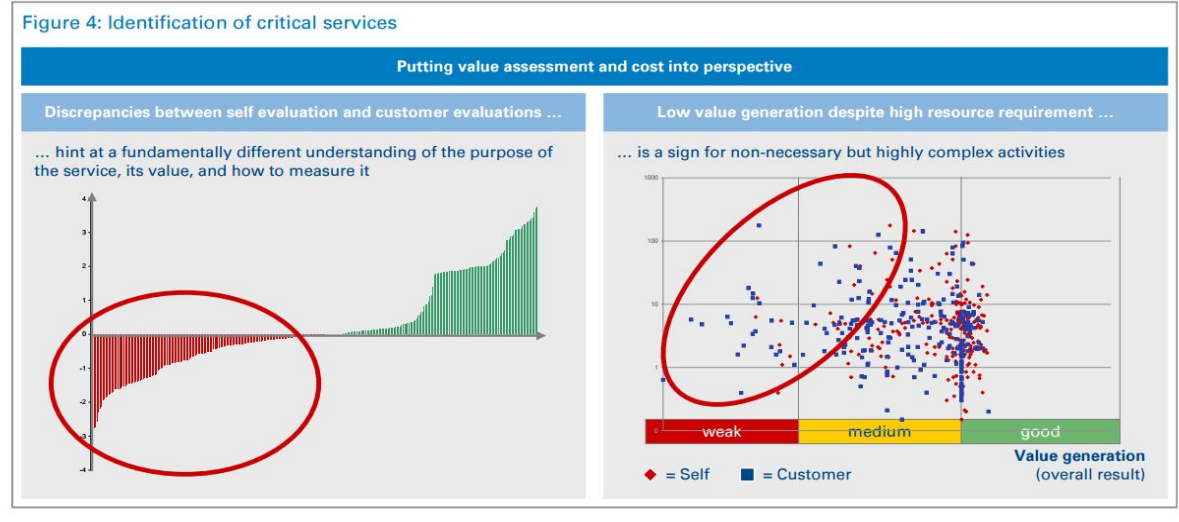 Figure 4: Identification of critical services
Putting value assessment and cost into perspective
Discrepancies between self evaluation and customer evaluations …
… hint at a fundamentally different understanding of the purpose of
the service, its value, and how to measure it
4
3
2
1
0
-1
-2
-3
-4
Low value generation despite high resource requirement …
… is a sign for non-necessary but highly complex activities
1000
100
10
1
0
weak medium good
Value generation
(overall result)
= Self = Customer